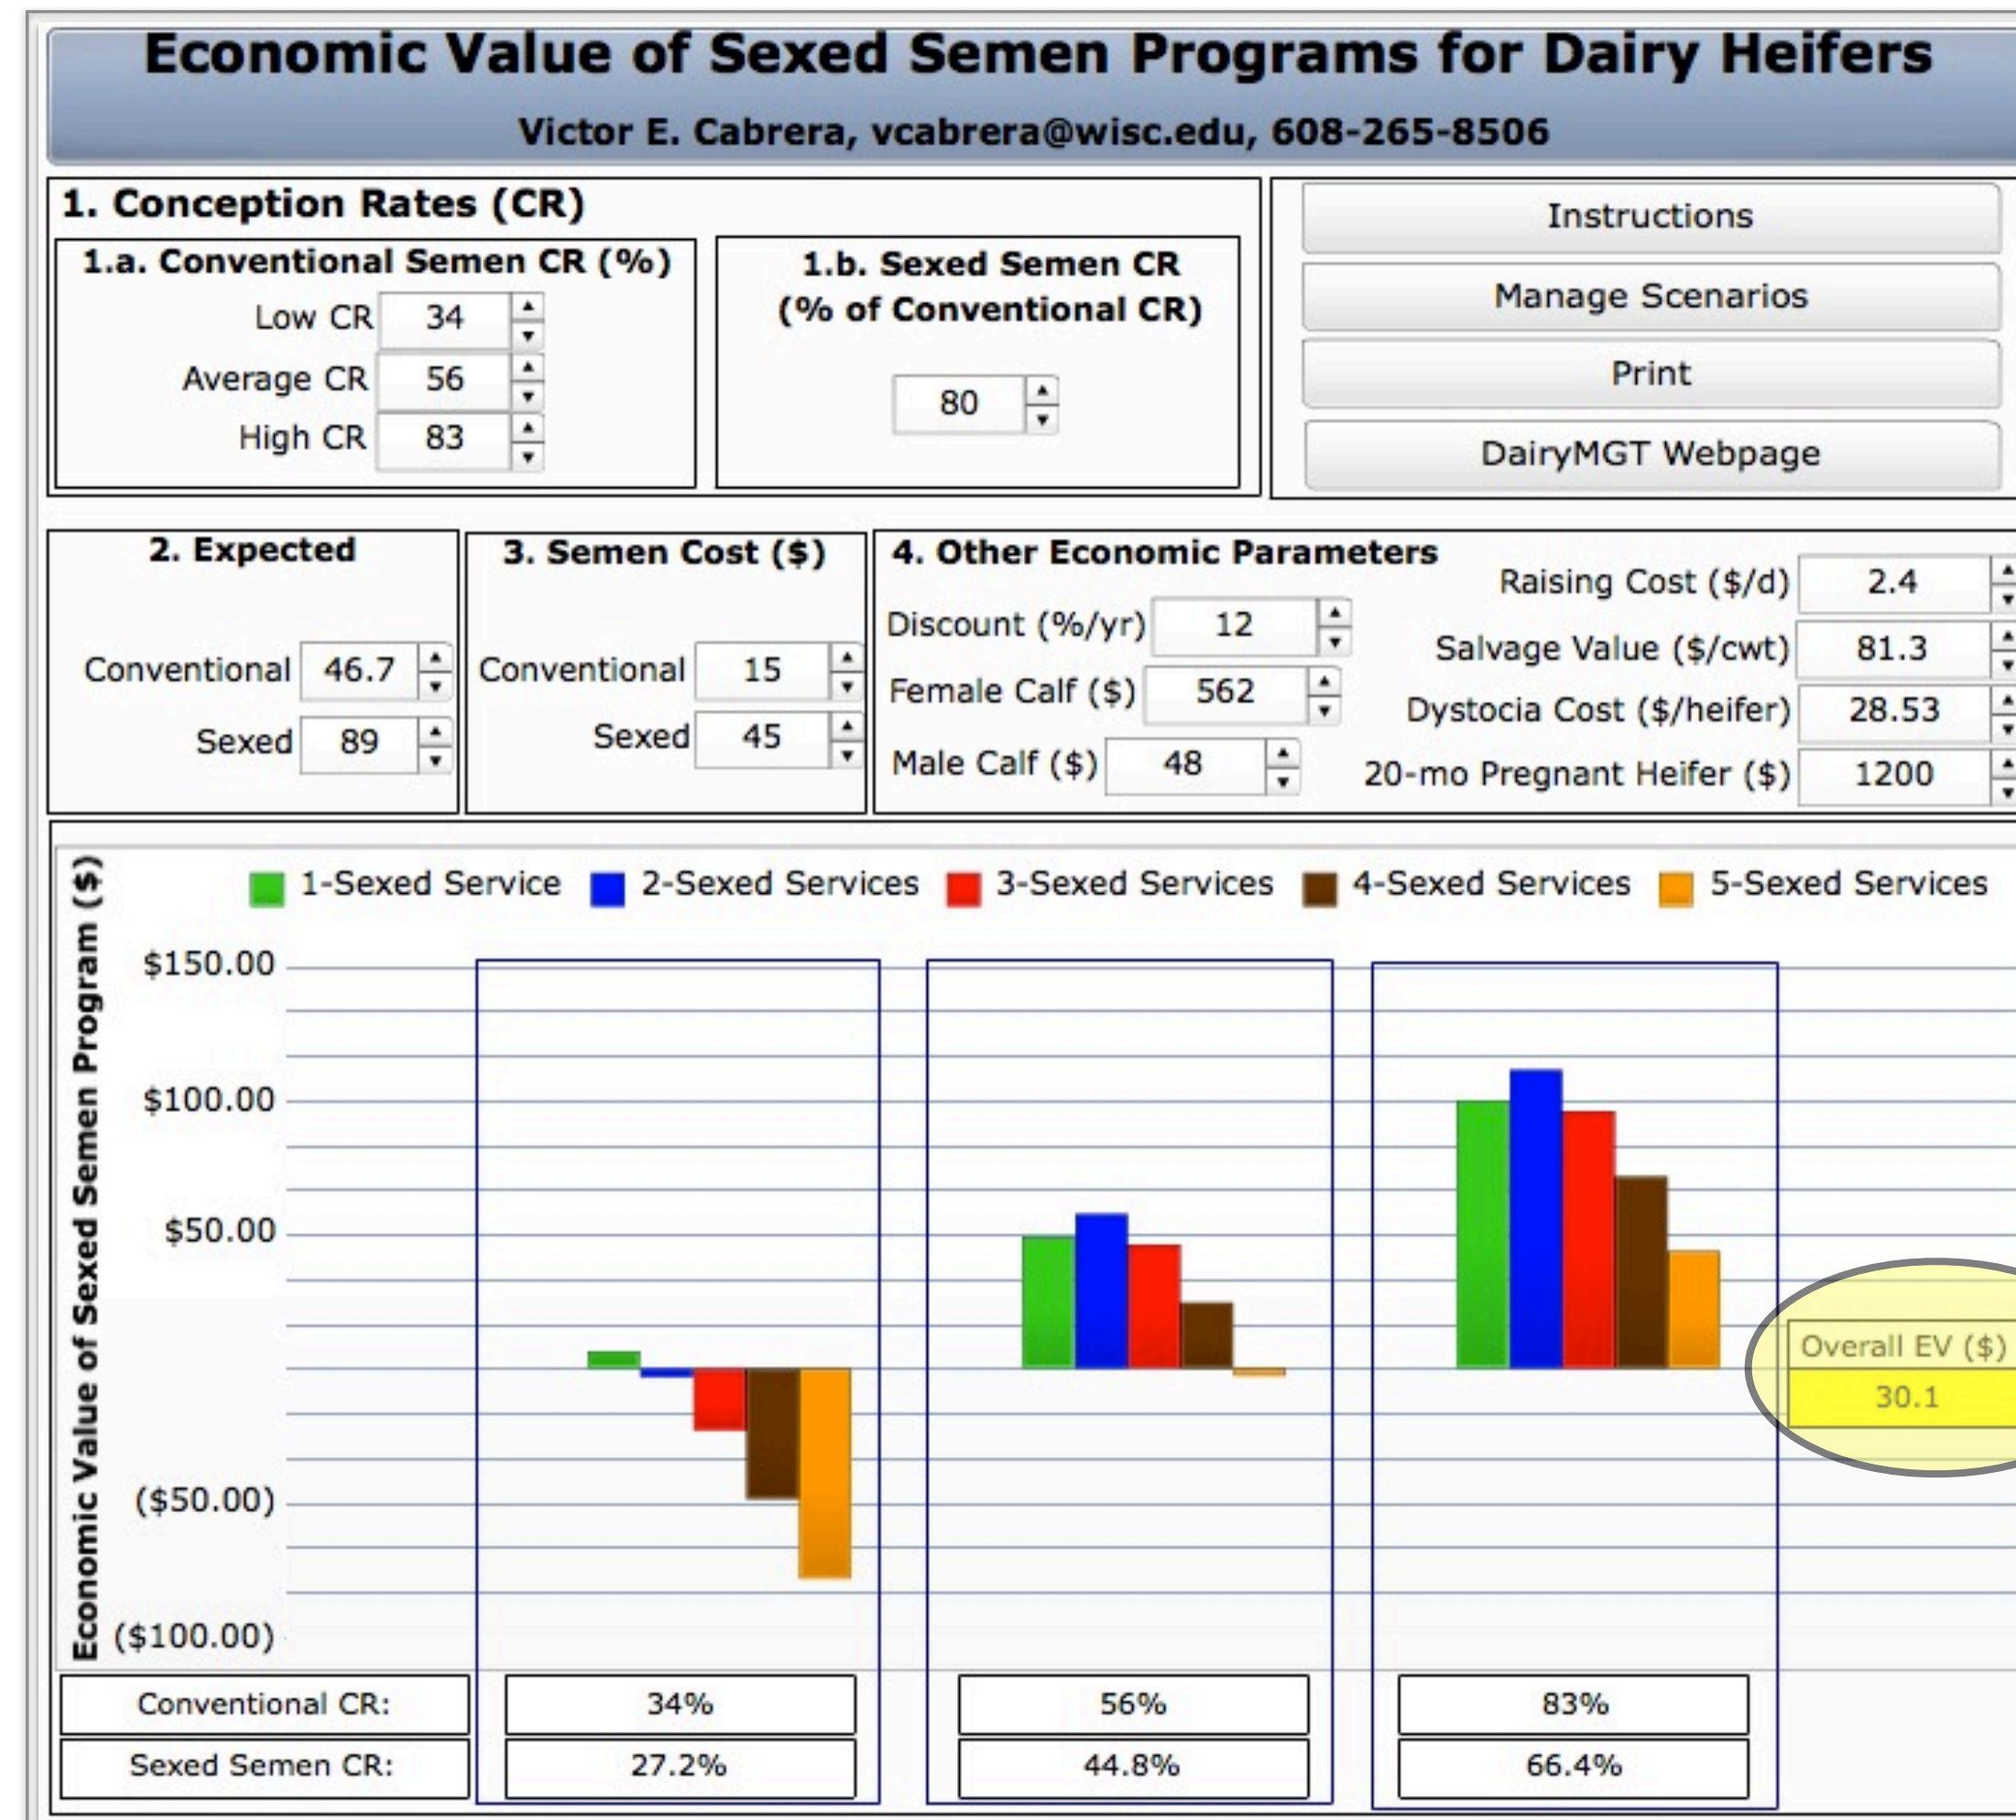 Economic Value of Sexed Semen Programs for Dairy Heifers
Victor E. Cabrera, vcabrera@wisc.edu, 608-265-8506
1. Conception Rates (CR)
1.a. Conventional Semen CR (%)
Low CR 34
Average CR 56
High CR 83
1.b. Sexed Semen CR
(% of Conventional CR)
80
Instructions
Manage Scenarios
Print
DairyMGT Webpage
2. Expected
Conventional 46.7
Sexed 89
3. Semen Cost ($)
Conventional 15
Sexed 45
4. Other Economic Parameters
Discount (%/yr) 12
Female Calf ($) 562
Male Calf ($) 48
Raising Cost ($/d) 2.4
Salvage Value ($/cwt) 81.3
Dystocia Cost ($/heifer) 28.53
20-mo Pregnant Heifer ($) 1200
Economic Value of Sexed Semen Program ($)
1-Sexed Service 2-Sexed Services 3-Sexed Services 4-Sexed Services 5-Sexed Services
$150.00
$100.00
$50.00
($50.00)
($100.00)
Overall EV ($)
30.1
Conventional CR: 34% 56% 83%
Sexed Semen CR: 27.2% 44.8% 66.4%